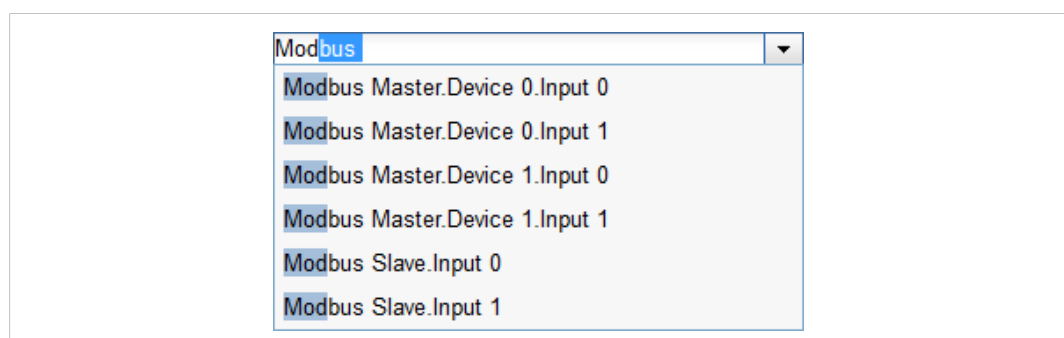 Modbus
Modbus Master.Device 0.Input 0
Modbus Master.Device 0.Input 1
Modbus Master.Device 1.Input 0
Modbus Master.Device 1.Input 1
Modbus Slave.Input 0
Modbus Slave.Input 1